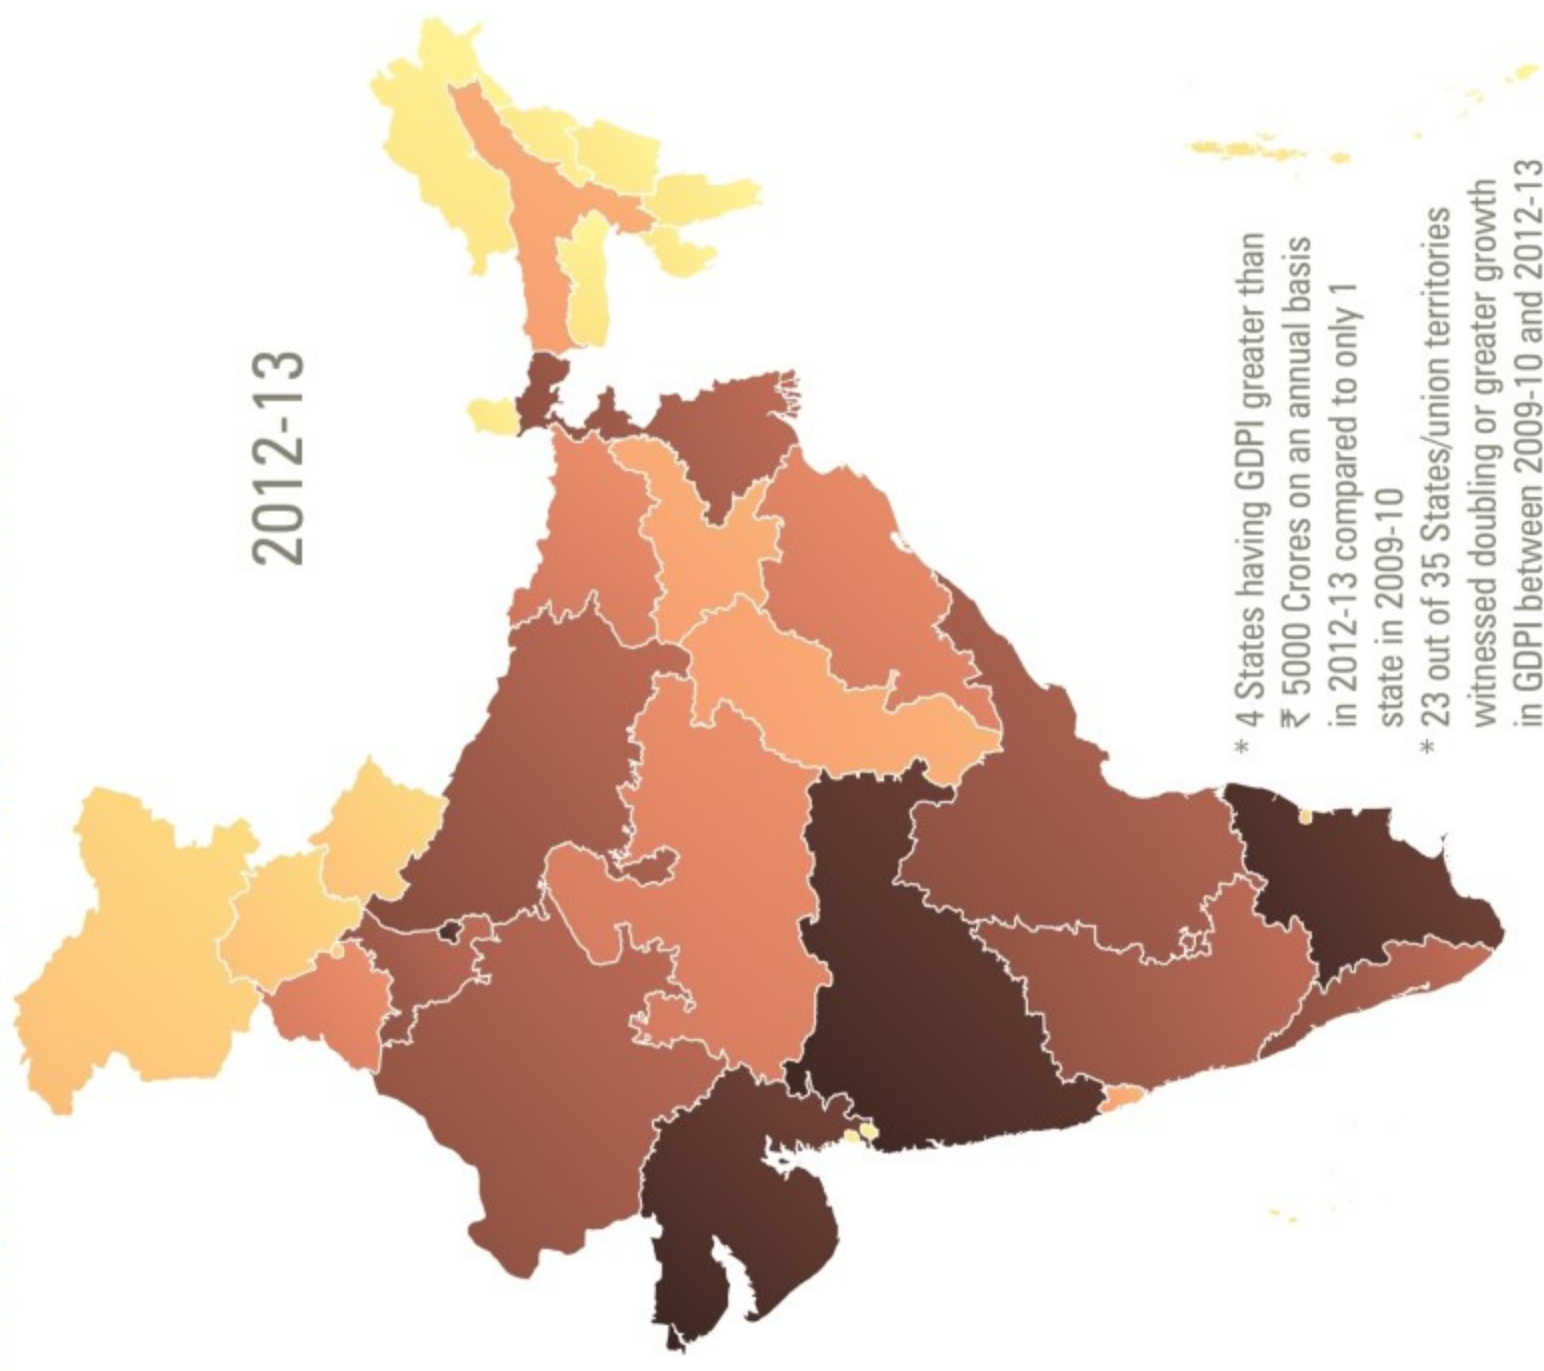 2012-13
* 4 States having GDPI greater than
₹ 5000 Crores on an annual basis
in 2012-13 compared to only 1
state in 2009-10
* 23 out of 35 States/union territories
witnessed doubling or greater growth
in GDPI between 2009-10 and 2012-13